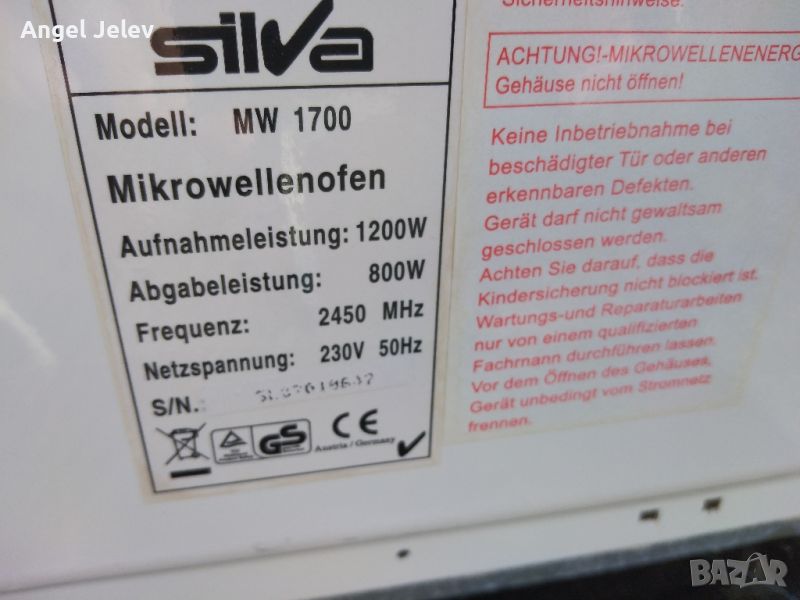 Angel Jelev
silva
Modell: MW 1700
Mikrowellenofen
Aufnahmeleistung: 1200W
Abgabeleistung: 800W
Frequenz: 2450 MHz
Netzspannung: 230V 50Hz
S/N.:
GS CE
Austria / Germany
Sicherheitshinweise.
ACHTUNG!-MIKROWELLENENERG
Gehäuse nicht öffnen!
Keine Inbetriebnahme bei
beschädigter Tür oder anderen
erkennbaren Defekten.
Gerät darf nicht gewaltsam
geschlossen werden.
Achten Sie darauf, dass die
Kindersicherung nicht blockiert ist.
Wartungs-und Reparaturarbeiten
nur von einem qualifizierten
Fachmann durchführen lassen.
Vor dem Öffnen des Gehäuses,
Gerät unbedingt vom Stromnetz
trennen.
BAZAR